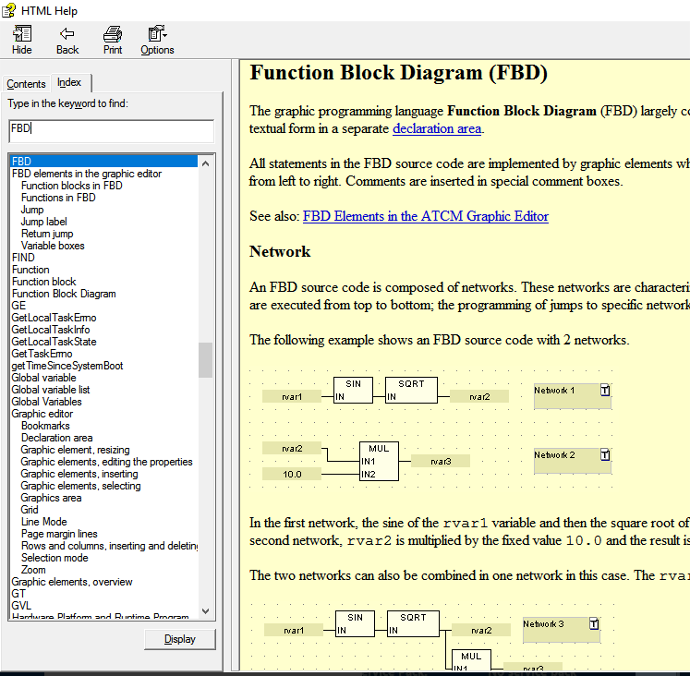 HTML Help
Hide Back Print Options
Contents Index
Type in the keyword to find:
FBD
FBD
FBD elements in the graphic editor
Function blocks in FBD
Functions in FBD
Jump
Jump label
Return jump
Variable boxes
FIND
Function
Function block
Function Block Diagram
GE
GetLocalTaskErrno
GetLocalTaskInfo
GetLocalTaskState
GetTaskErrno
getTimeSinceSystemBoot
Global variable
Global variable list
Global Variables
Graphic editor
Bookmarks
Declaration area
Graphic element, resizing
Graphic elements, editing the properties
Graphic elements, inserting
Graphic elements, selecting
Graphics area
Grid
Line Mode
Page margin lines
Rows and columns, inserting and deletin
Selection mode
Zoom
Graphic elements, overview
GT
GVL
Hardware Platform and Runtime Program
Display
Function Block Diagram (FBD)
The graphic programming language Function Block Diagram (FBD) largely c
textual form in a separate declaration area.
All statements in the FBD source code are implemented by graphic elements wh
from left to right. Comments are inserted in special comment boxes.
See also: FBD Elements in the ATCM Graphic Editor
Network
An FBD source code is composed of networks. These networks are characteri
are executed from top to bottom; the programming of jumps to specific network
The following example shows an FBD source code with 2 networks.
SIN SQRT Network 1 T
rvar1 IN IN rvar2
rvar2 MUL Network 2 T
IN1 rvar3
10.0 IN2
In the first network, the sine of the rvar1 variable and then the square root of
second network, rvar2 is multiplied by the fixed value 10.0 and the result is
The two networks can also be combined in one network in this case. The rvar
SIN SQRT Network 3 T
rvar1 IN IN rvar2
MUL
IN1 rvar3